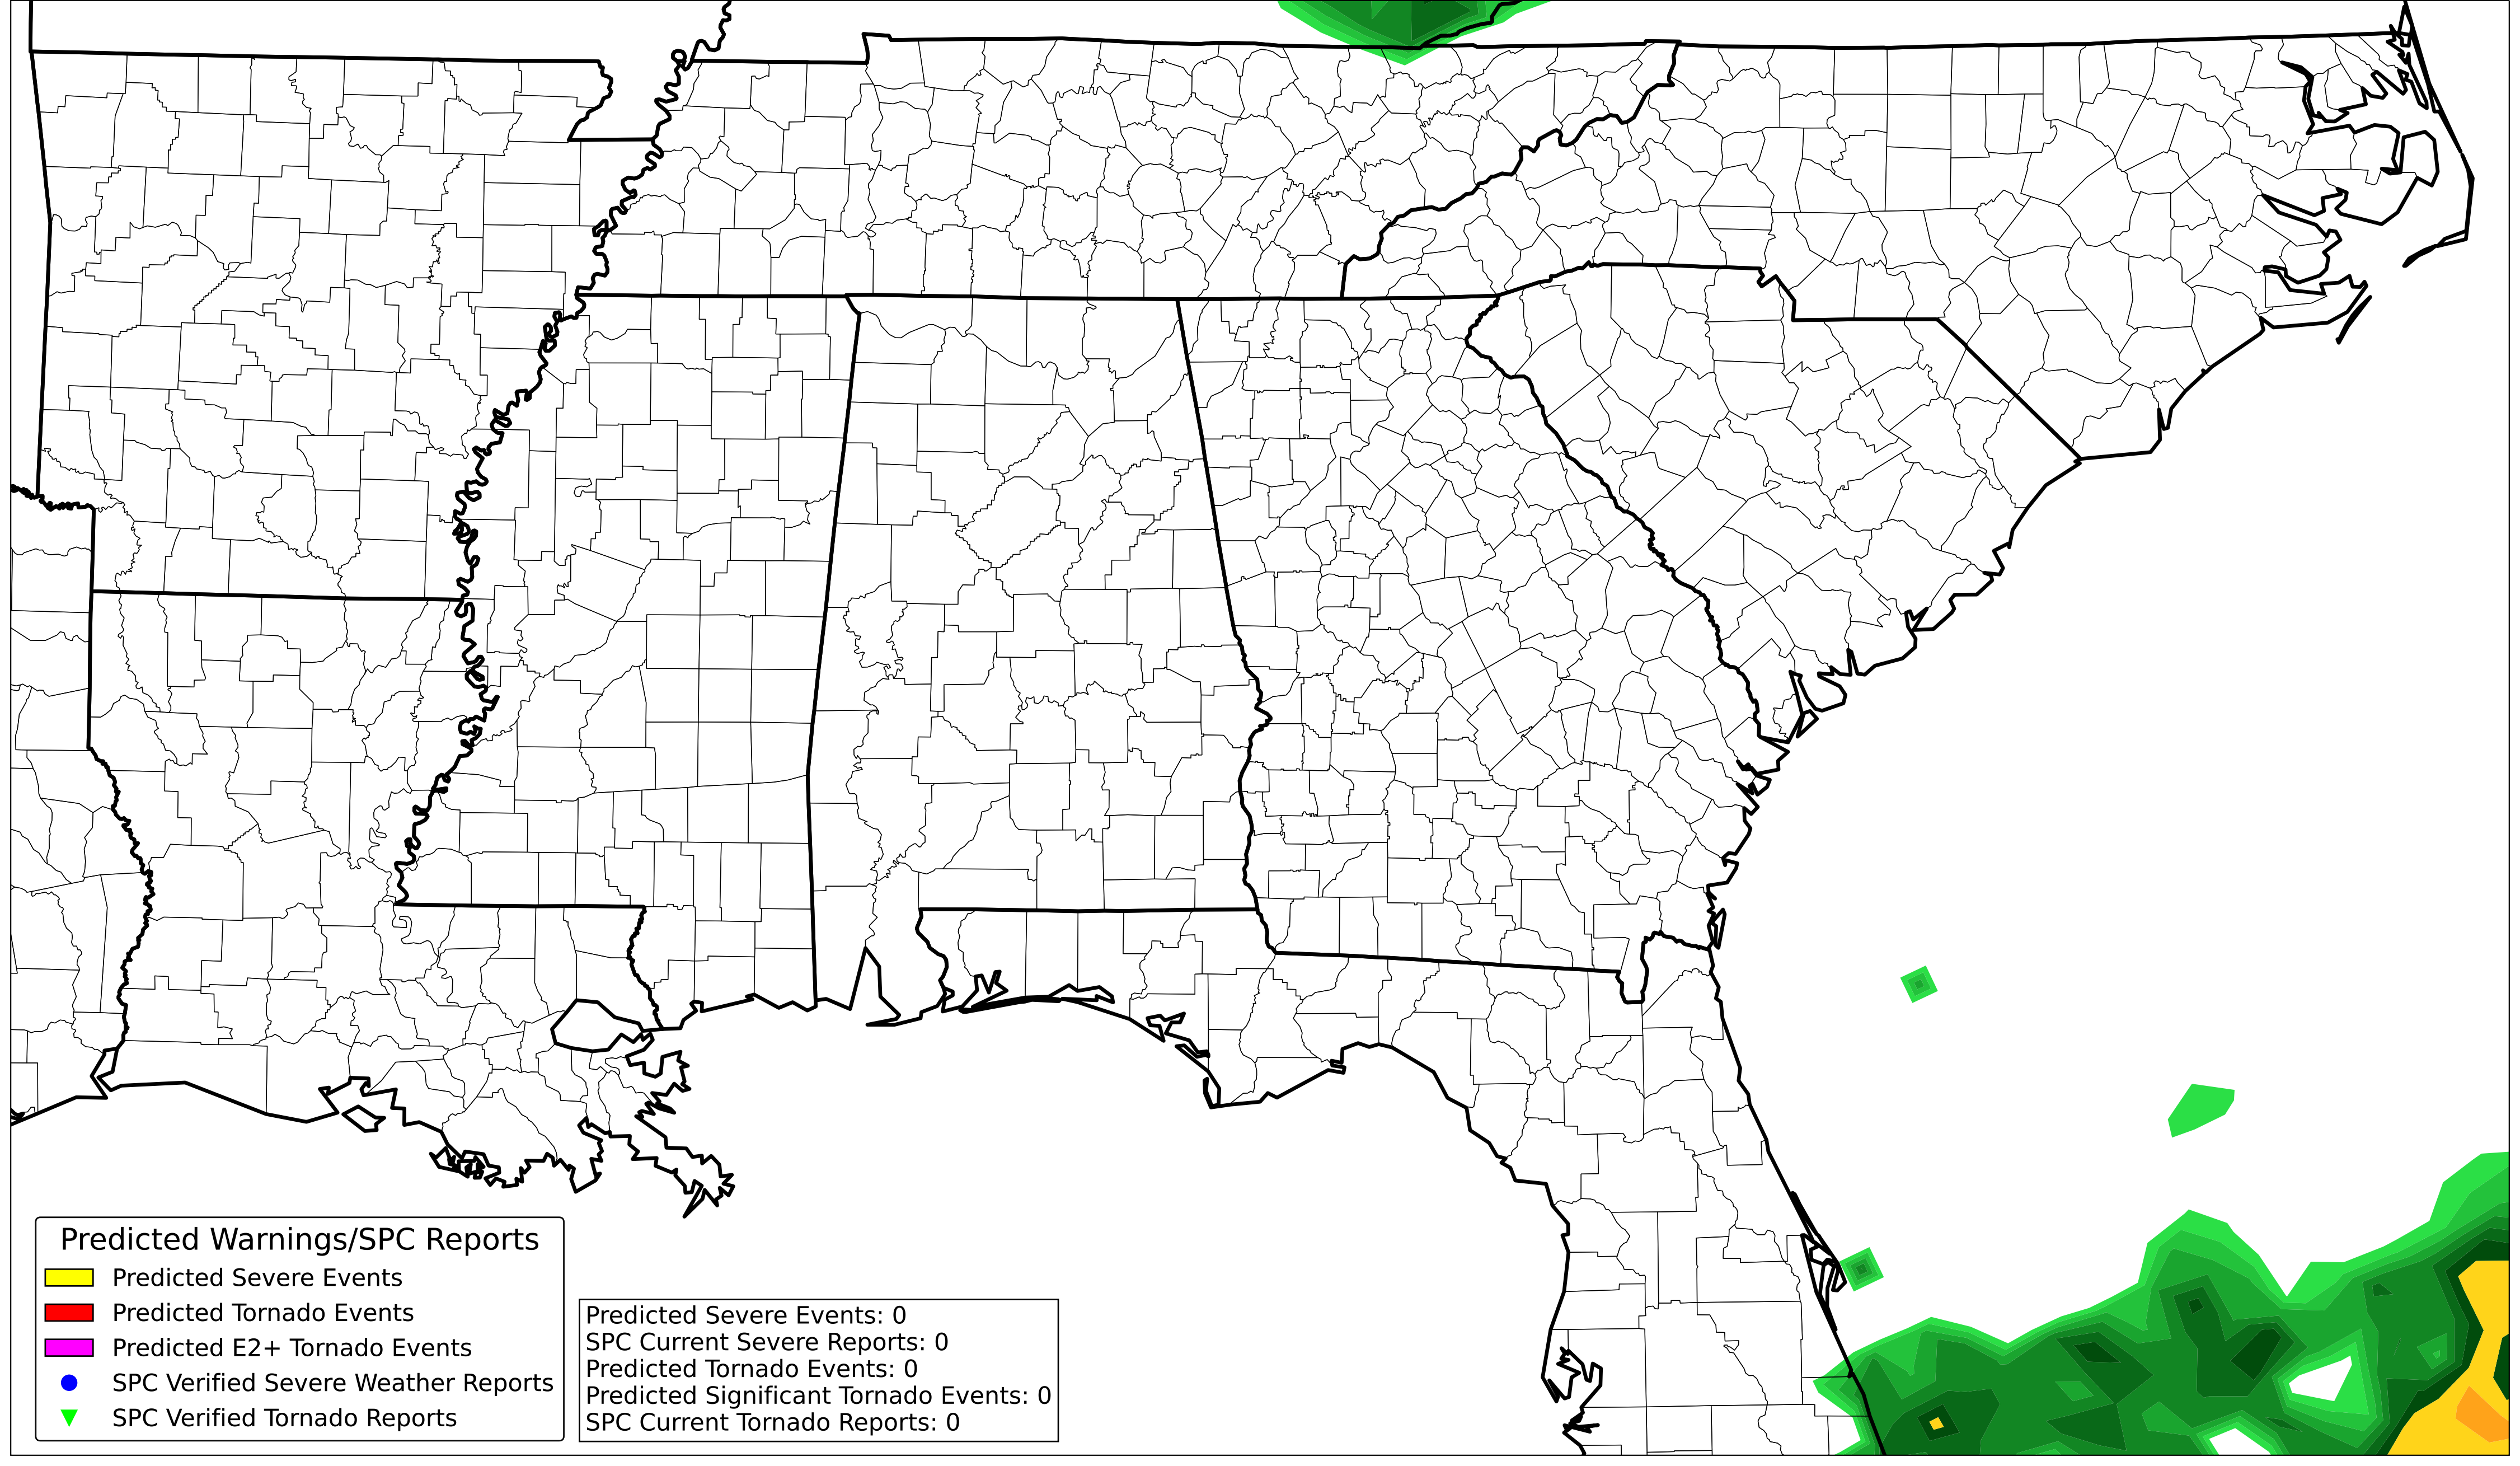 Predicted Warnings/SPC Reports
Predicted Severe Events
Predicted Tornado Events
Predicted E2+ Tornado Events
SPC Verified Severe Weather Reports
SPC Verified Tornado Reports
Predicted Severe Events: 0
SPC Current Severe Reports: 0
Predicted Tornado Events: 0
Predicted Significant Tornado Events: 0
SPC Current Tornado Reports: 0